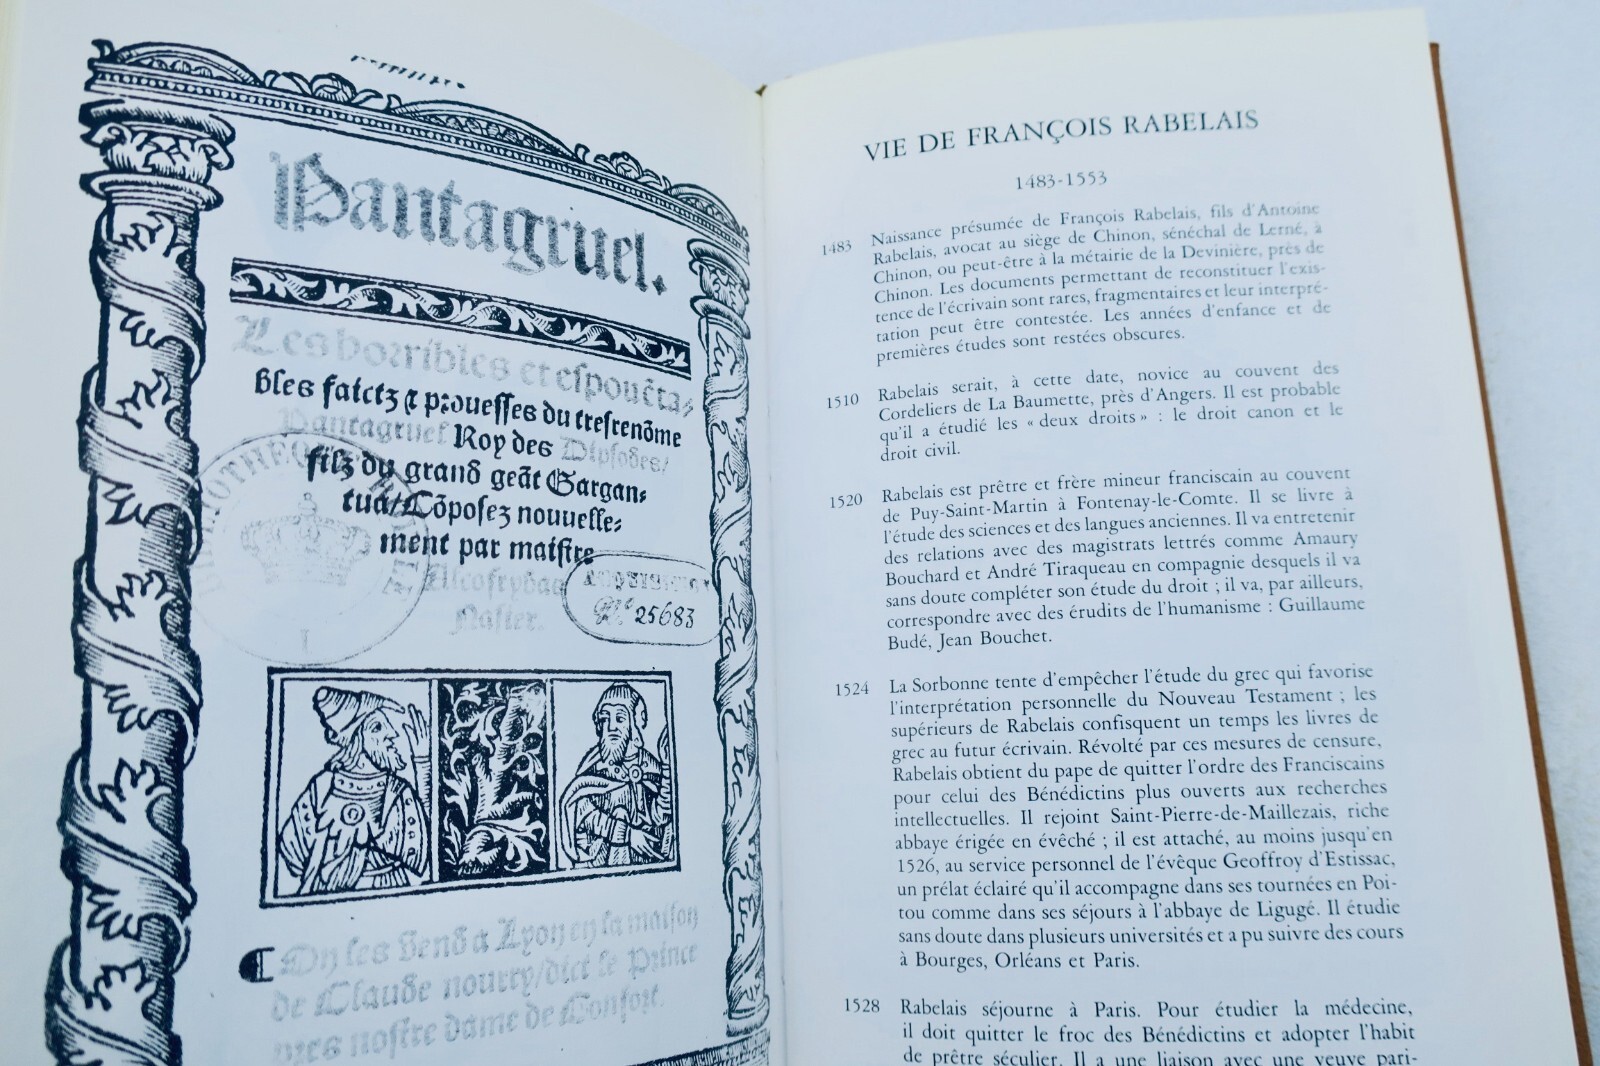 Pantagruel.
Les horribles et espouẽta⸗
bles faictz ⁊ prouesses du tresrenõme
Pantagruel Roy des Dipsodes/
filz du grand geãt Gargan⸗
tua/ Cõposez nouuelle⸗
ment par maistre
Alcofrybas
Nasier.
ACQUISITION
Nº 25683
I
On les vend a Lyon en la maison
de Claude nourry/ dict le Prince
pres nostre dame de Confort.
VIE DE FRANÇOIS RABELAIS
1483-1553
1483 Naissance présumée de François Rabelais, fils d'Antoine
Rabelais, avocat au siège de Chinon, sénéchal de Lerné, à
Chinon, ou peut-être à la métairie de la Devinière, près de
Chinon. Les documents permettant de reconstituer l'exis-
tence de l'écrivain sont rares, fragmentaires et leur interpré-
tation peut être contestée. Les années d'enfance et de
premières études sont restées obscures.
1510 Rabelais serait, à cette date, novice au couvent des
Cordeliers de La Baumette, près d'Angers. Il est probable
qu'il a étudié les « deux droits » : le droit canon et le
droit civil.
1520 Rabelais est prêtre et frère mineur franciscain au couvent
de Puy-Saint-Martin à Fontenay-le-Comte. Il se livre à
l'étude des sciences et des langues anciennes. Il va entretenir
des relations avec des magistrats lettrés comme Amaury
Bouchard et André Tiraqueau en compagnie desquels il va
sans doute compléter son étude du droit ; il va, par ailleurs,
correspondre avec des érudits de l'humanisme : Guillaume
Budé, Jean Bouchet.
1524 La Sorbonne tente d'empêcher l'étude du grec qui favorise
l'interprétation personnelle du Nouveau Testament ; les
supérieurs de Rabelais confisquent un temps les livres de
grec au futur écrivain. Révolté par ces mesures de censure,
Rabelais obtient du pape de quitter l'ordre des Franciscains
pour celui des Bénédictins plus ouverts aux recherches
intellectuelles. Il rejoint Saint-Pierre-de-Maillezais, riche
abbaye érigée en évêché ; il est attaché, au moins jusqu'en
1526, au service personnel de l'évêque Geoffroy d'Estissac,
un prélat éclairé qu'il accompagne dans ses tournées en Poi-
tou comme dans ses séjours à l'abbaye de Ligugé. Il étudie
sans doute dans plusieurs universités et a pu suivre des cours
à Bourges, Orléans et Paris.
1528 Rabelais séjourne à Paris. Pour étudier la médecine,
il doit quitter le froc des Bénédictins et adopter l'habit
de prêtre séculier. Il a une liaison avec une veuve pari-